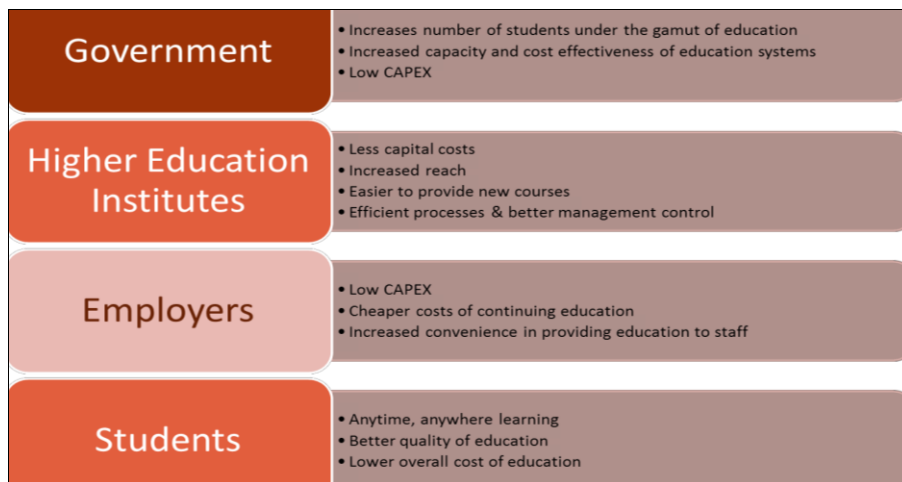 Government
• Increases number of students under the gamut of education
• Increased capacity and cost effectiveness of education systems
• Low CAPEX
Higher Education
Institutes
• Less capital costs
• Increased reach
• Easier to provide new courses
• Efficient processes & better management control
Employers
• Low CAPEX
• Cheaper costs of continuing education
• Increased convenience in providing education to staff
Students
• Anytime, anywhere learning
• Better quality of education
• Lower overall cost of education